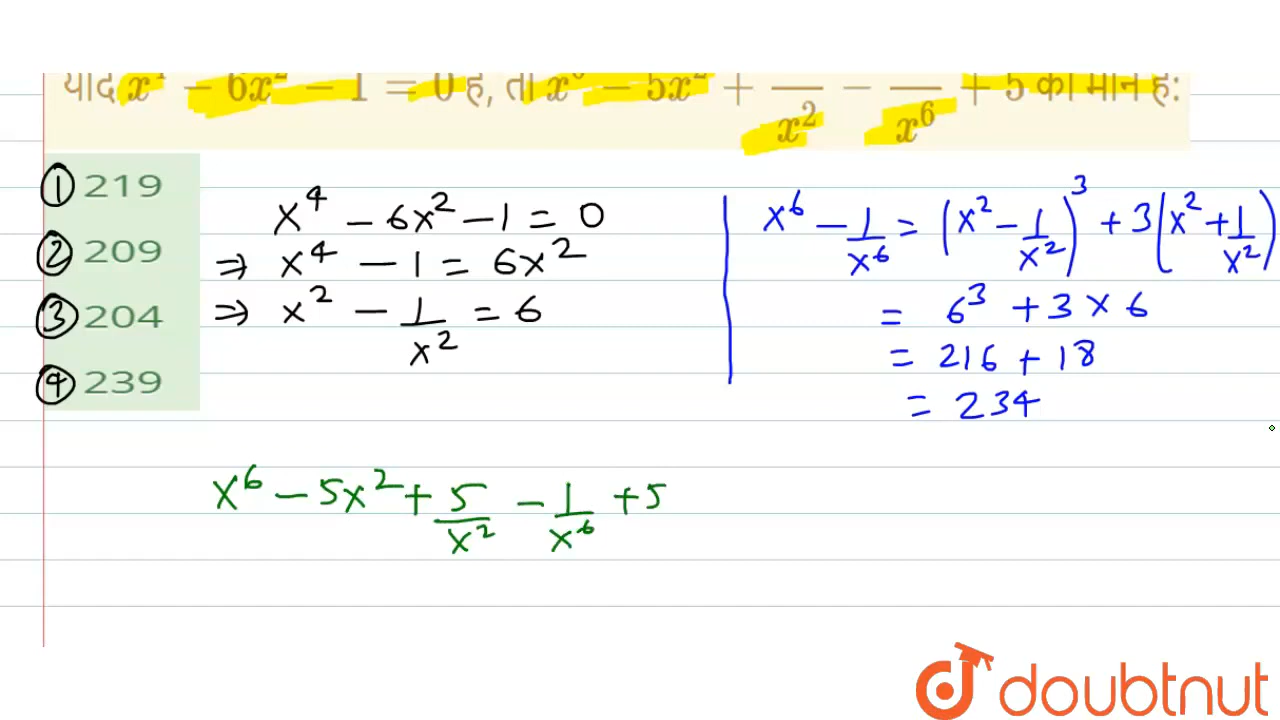 यदि x⁴ − 6x² − 1 = 0 है, तो x⁶ − 5x² + —/x² − —/x⁶ + 5 का मान है:
① 219
② 209
③ 204
④ 239
x⁴ − 6x² − 1 = 0
⇒ x⁴ − 1 = 6x²
⇒ x² − 1/x² = 6
x⁶ − 1/x⁶ = (x² − 1/x²)³ + 3(x² + 1/x²)
= 6³ + 3 × 6
= 216 + 18
= 234
x⁶ − 5x² + 5/x² − 1/x⁶ + 5
doubtnut